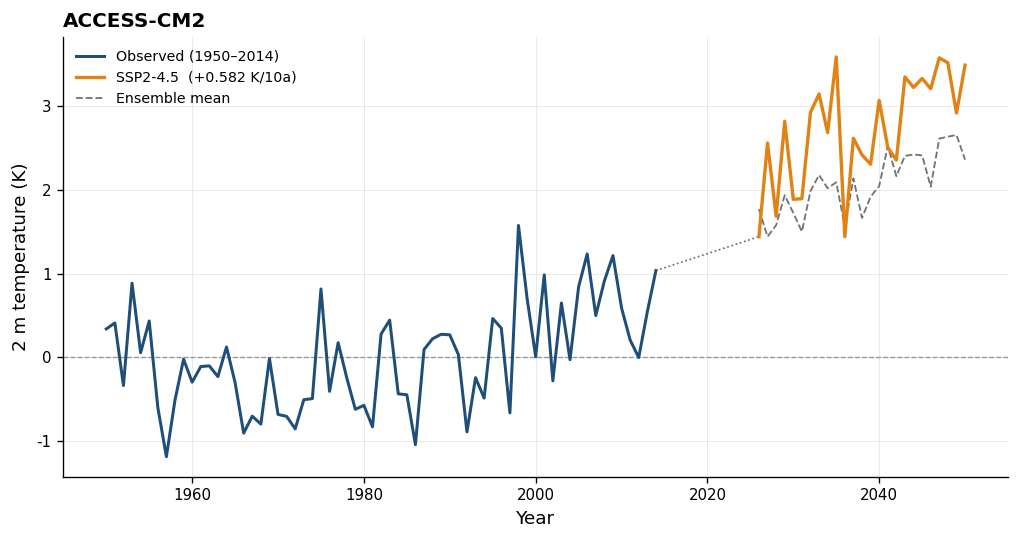 ACCESS-CM2
Observed (1950–2014)
SSP2-4.5 (+0.582 K/10a)
Ensemble mean
2 m temperature (K)
3
2
1
0
-1
1960
1980
2000
2020
2040
Year